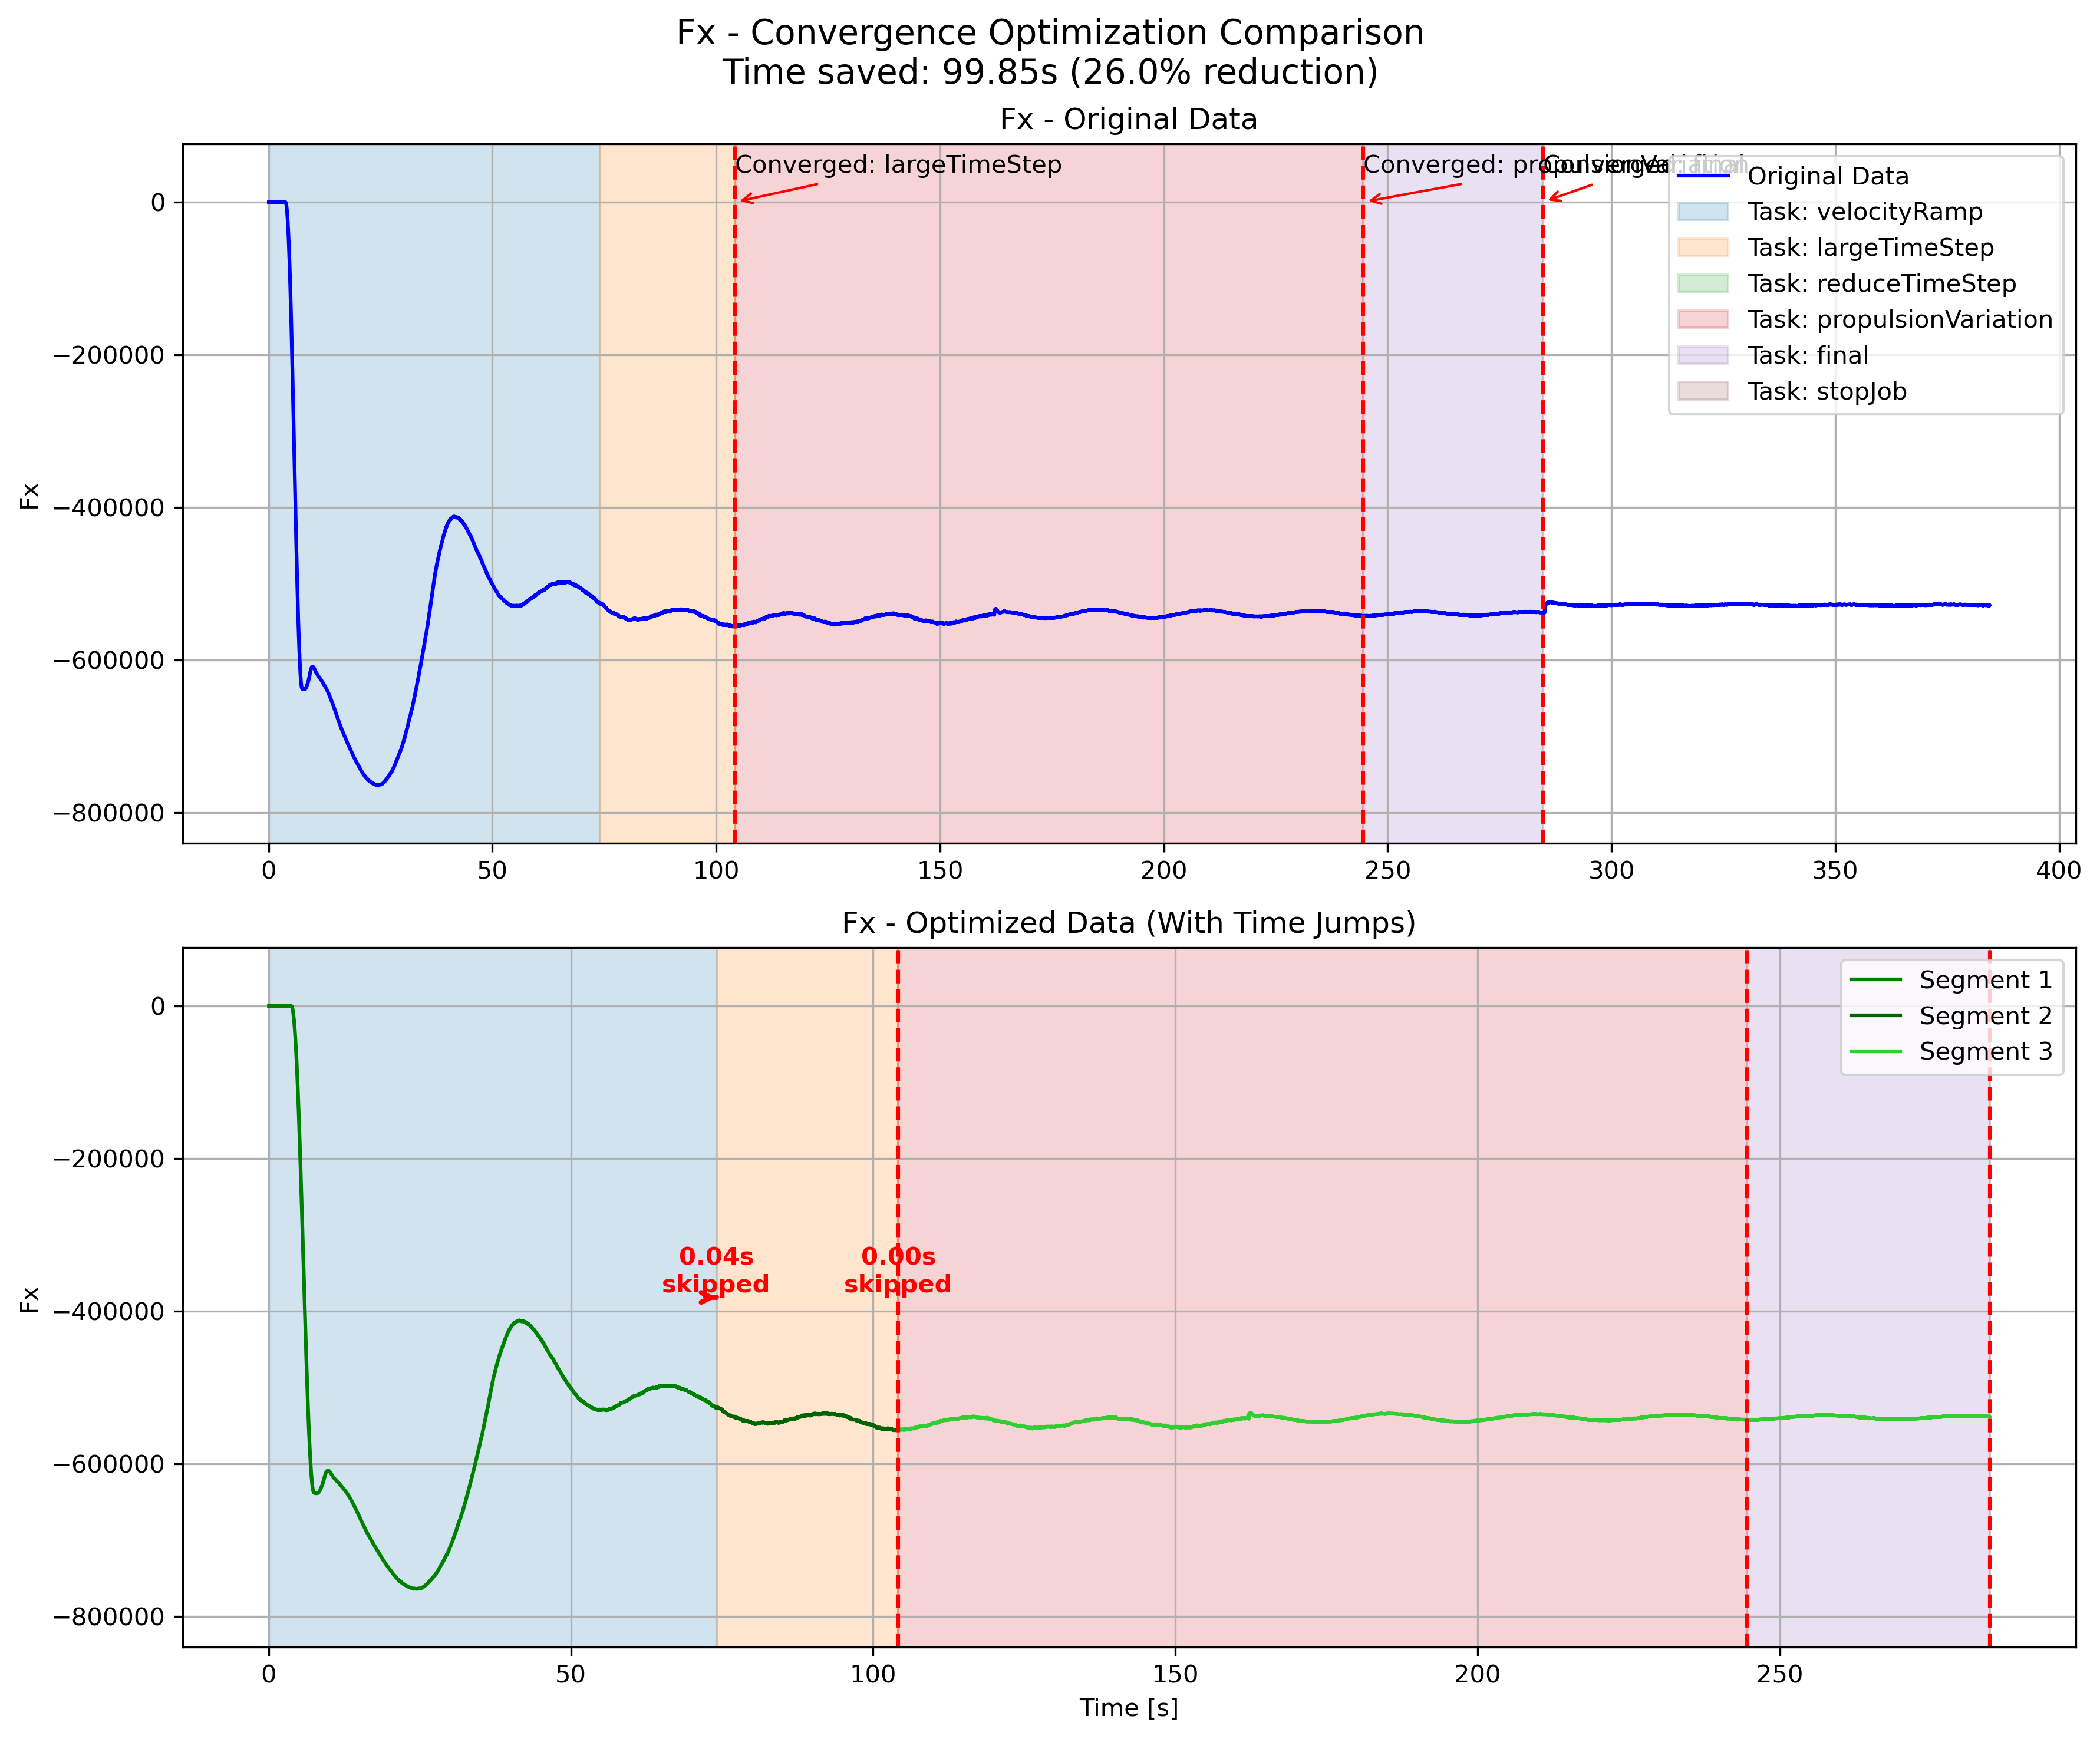 Fx - Convergence Optimization Comparison
Time saved: 99.85s (26.0% reduction)
Fx - Original Data
Converged: largeTimeStep
Converged: propulsionVariation
Converged: final
Original Data
Task: velocityRamp
Task: largeTimeStep
Task: reduceTimeStep
Task: propulsionVariation
Task: final
Task: stopJob
Fx
0
−200000
−400000
−600000
−800000
0 50 100 150 200 250 300 350 400
Fx - Optimized Data (With Time Jumps)
Segment 1
Segment 2
Segment 3
0.04s
skipped
0.00s
skipped
Fx
0
−200000
−400000
−600000
−800000
0 50 100 150 200 250
Time [s]